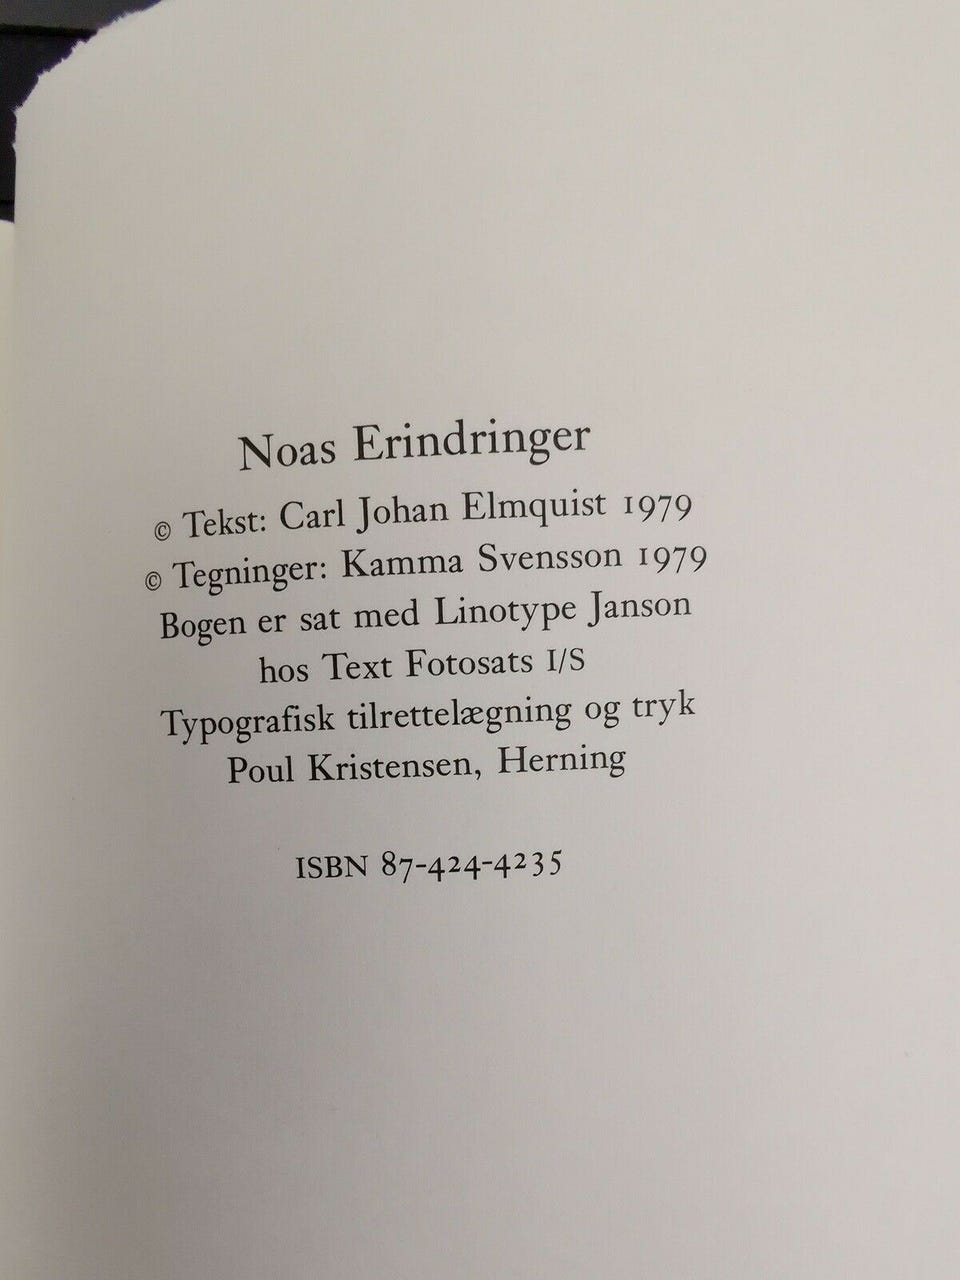 Noas Erindringer
© Tekst: Carl Johan Elmquist 1979
© Tegninger: Kamma Svensson 1979
Bogen er sat med Linotype Janson
hos Text Fotosats I/S
Typografisk tilrettelægning og tryk
Poul Kristensen, Herning
ISBN 87-424-4235